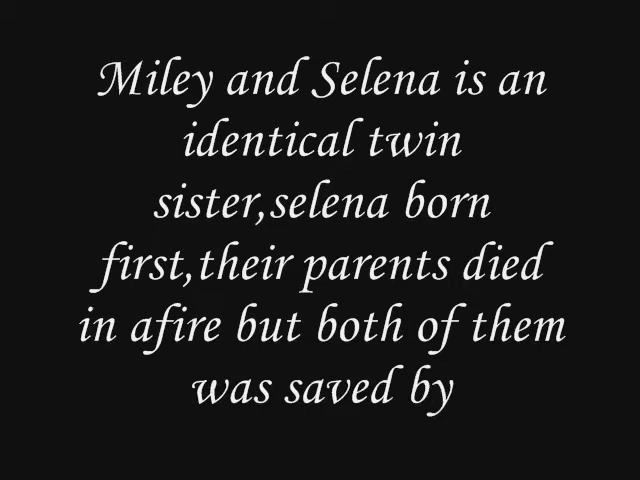 Miley and Selena is an
identical twin
sister,selena born
first,their parents died
in afire but both of them
was saved by